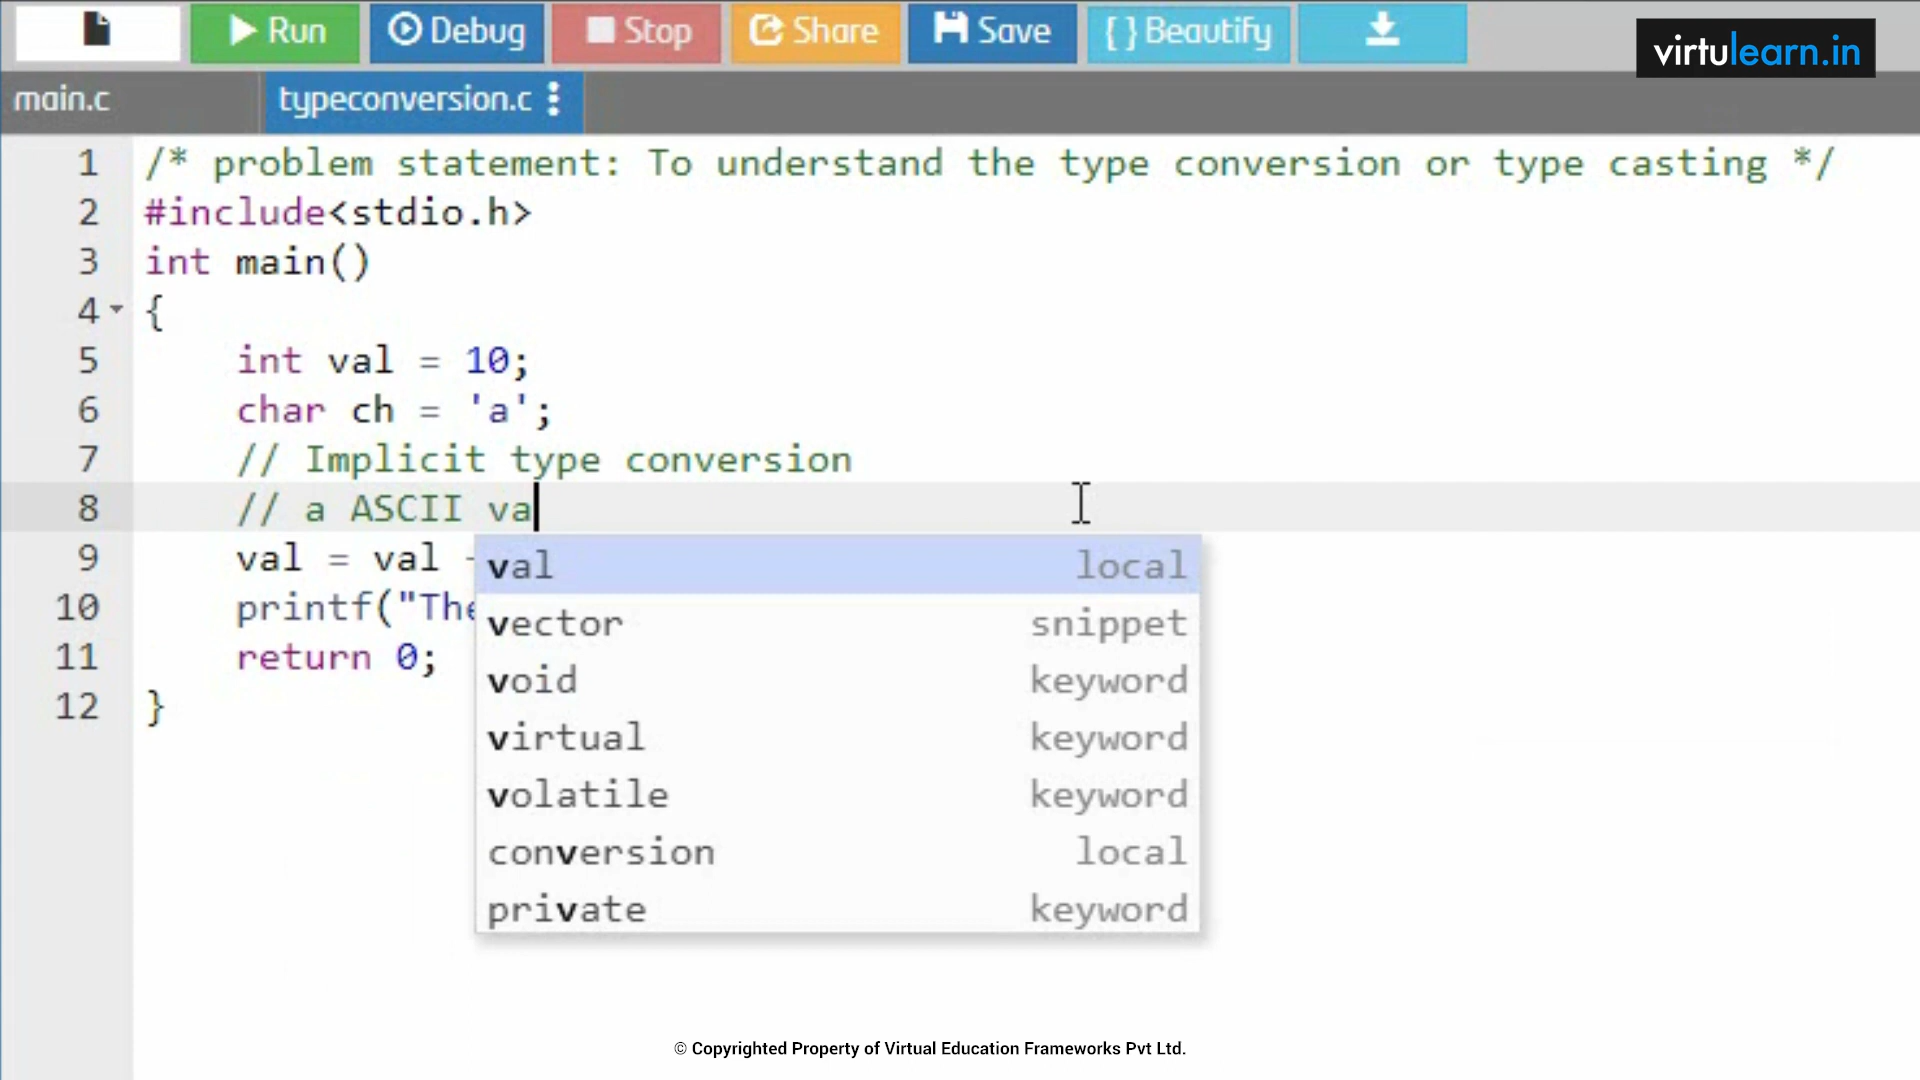 Run Debug Stop Share Save { } Beautify
virtulearn.in
main.c typeconversion.c
1 /* problem statement: To understand the type conversion or type casting */
2 #include<stdio.h>
3 int main()
4 {
5 int val = 10;
6 char ch = 'a';
7 // Implicit type conversion
8 // a ASCII va
9 val = val
10 printf("The
11 return 0;
12 }
val local
vector snippet
void keyword
virtual keyword
volatile keyword
conversion local
private keyword
© Copyrighted Property of Virtual Education Frameworks Pvt Ltd.